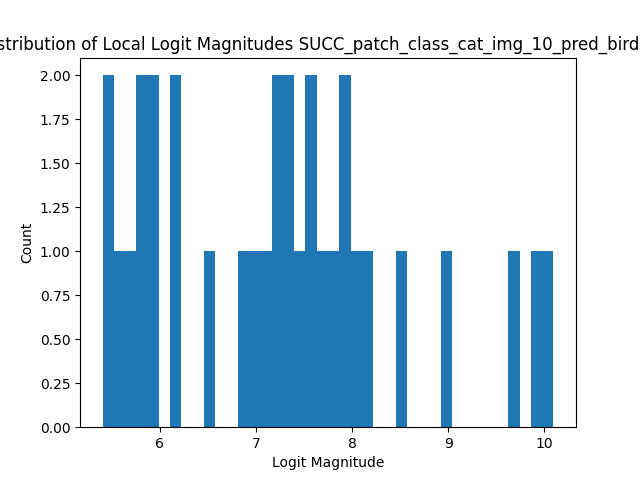 stribution of Local Logit Magnitudes SUCC_patch_class_cat_img_10_pred_bird
2.00
1.75
1.50
1.25
1.00
0.75
0.50
0.25
0.00
Count
6 7 8 9 10
Logit Magnitude